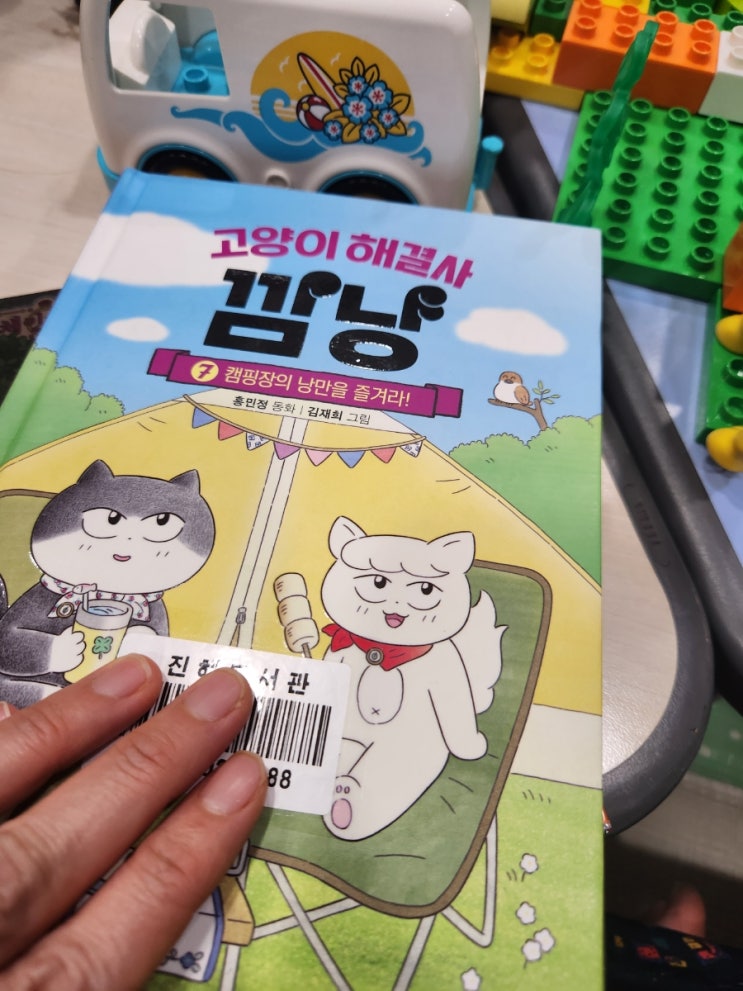 고양이 해결사
깜냥
7 캠핑장의 낭만을 즐겨라!
홍민정 동화 | 김재희 그림
88